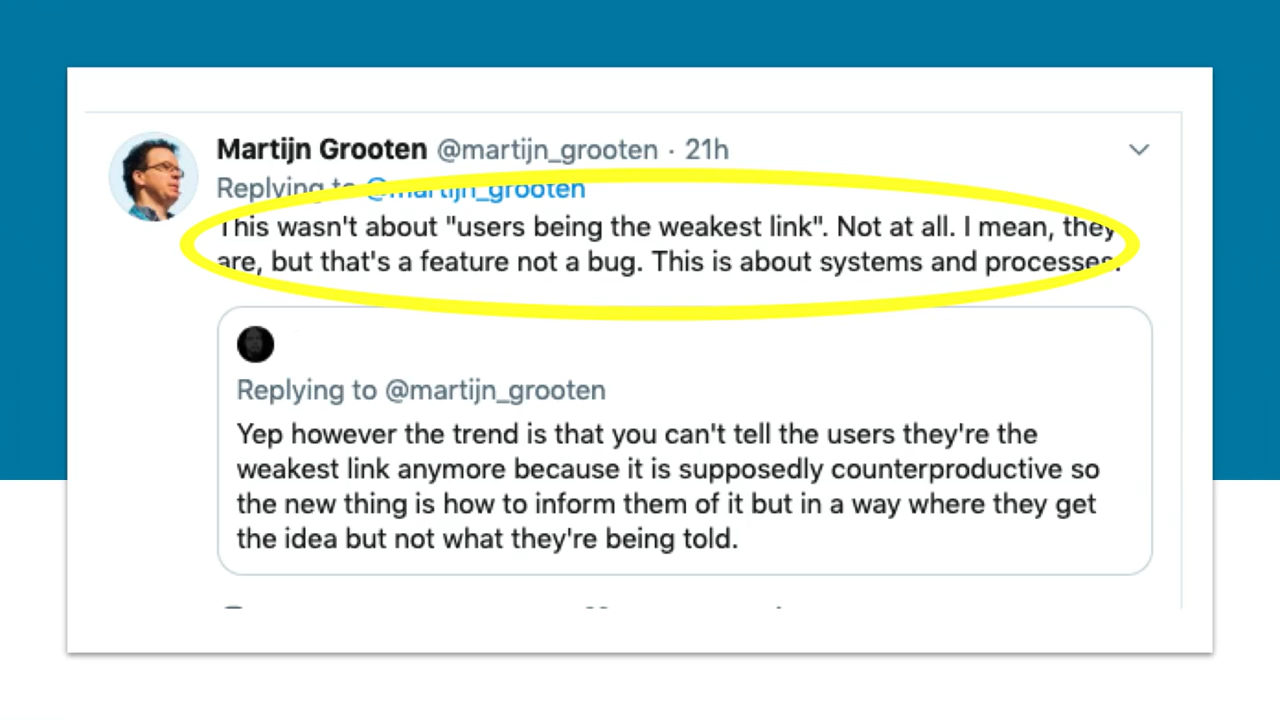 Martijn Grooten @martijn_grooten · 21h
Replying to @martijn_grooten
This wasn't about "users being the weakest link". Not at all. I mean, they
are, but that's a feature not a bug. This is about systems and processes.
Replying to @martijn_grooten
Yep however the trend is that you can't tell the users they're the
weakest link anymore because it is supposedly counterproductive so
the new thing is how to inform them of it but in a way where they get
the idea but not what they're being told.